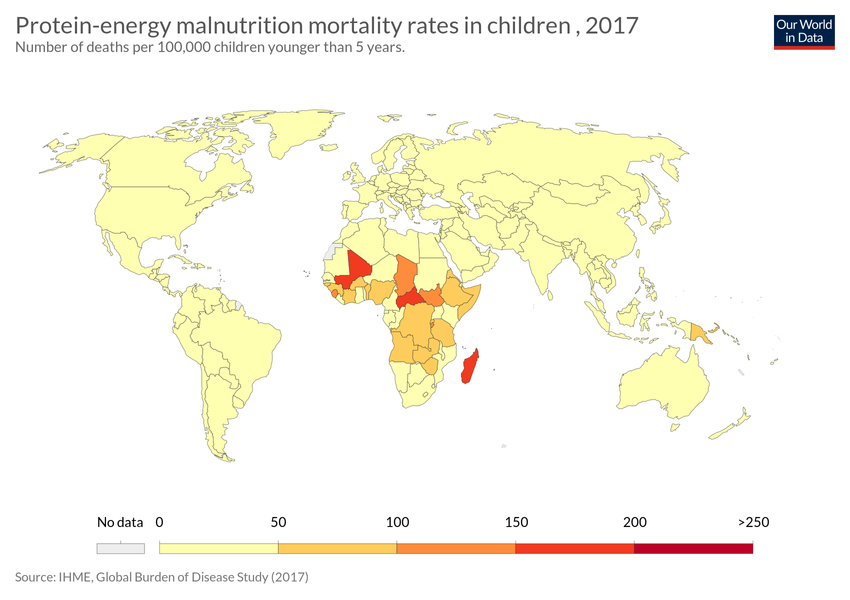 Protein-energy malnutrition mortality rates in children , 2017
Number of deaths per 100,000 children younger than 5 years.
Our World
in Data
No data 0 50 100 150 200 >250
Source: IHME, Global Burden of Disease Study (2017)